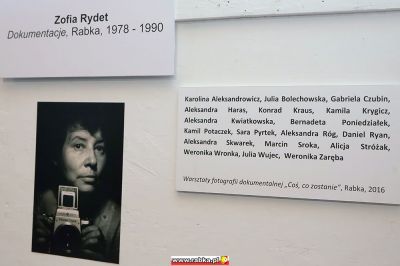 Zofia Rydet
Dokumentacje, Rabka, 1978 - 1990
Karolina Aleksandrowicz, Julia Bolechowska, Gabriela Czubin,
Aleksandra Haras, Konrad Kraus, Kamila Krygicz,
Aleksandra Kwiatkowska, Bernadeta Poniedziałek,
Kamil Potaczek, Sara Pyrtek, Aleksandra Róg, Daniel Ryan,
Aleksandra Skwarek, Marcin Sroka, Alicja Stróżak,
Weronika Wronka, Julia Wujec, Weronika Zaręba
Warsztaty fotografii dokumentalnej „Coś, co zostanie", Rabka, 2016
www.rabka.pl